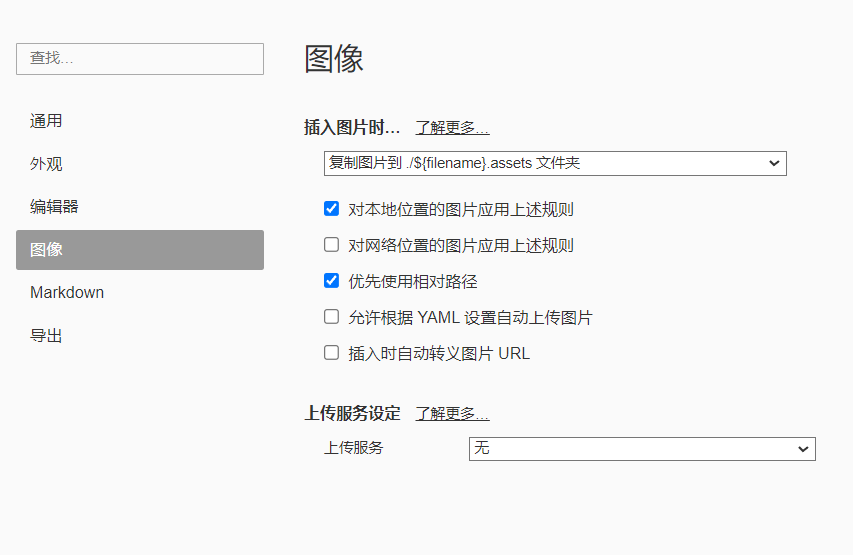 查找…
通用
外观
编辑器
图像
Markdown
导出
图像
插入图片时… 了解更多…
复制图片到 ./${filename}.assets 文件夹
对本地位置的图片应用上述规则
对网络位置的图片应用上述规则
优先使用相对路径
允许根据 YAML 设置自动上传图片
插入时自动转义图片 URL
上传服务设定 了解更多…
上传服务 无